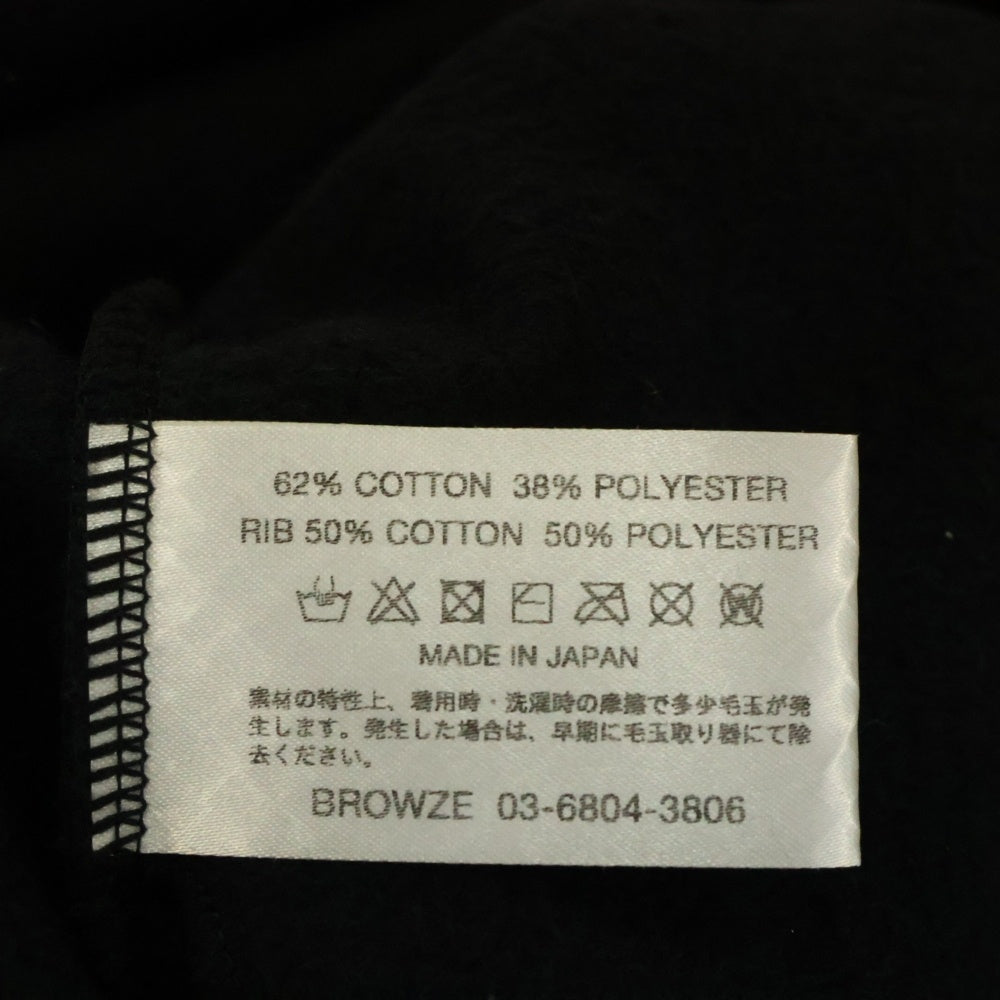 62% COTTON 38% POLYESTER
RIB 50% COTTON 50% POLYESTER
MADE IN JAPAN
素材の特性上、着用時・洗濯時の摩擦で多少毛玉が発
生します。発生した場合は、早期に毛玉取り器にて除
去ください。
BROWZE 03-6804-3806